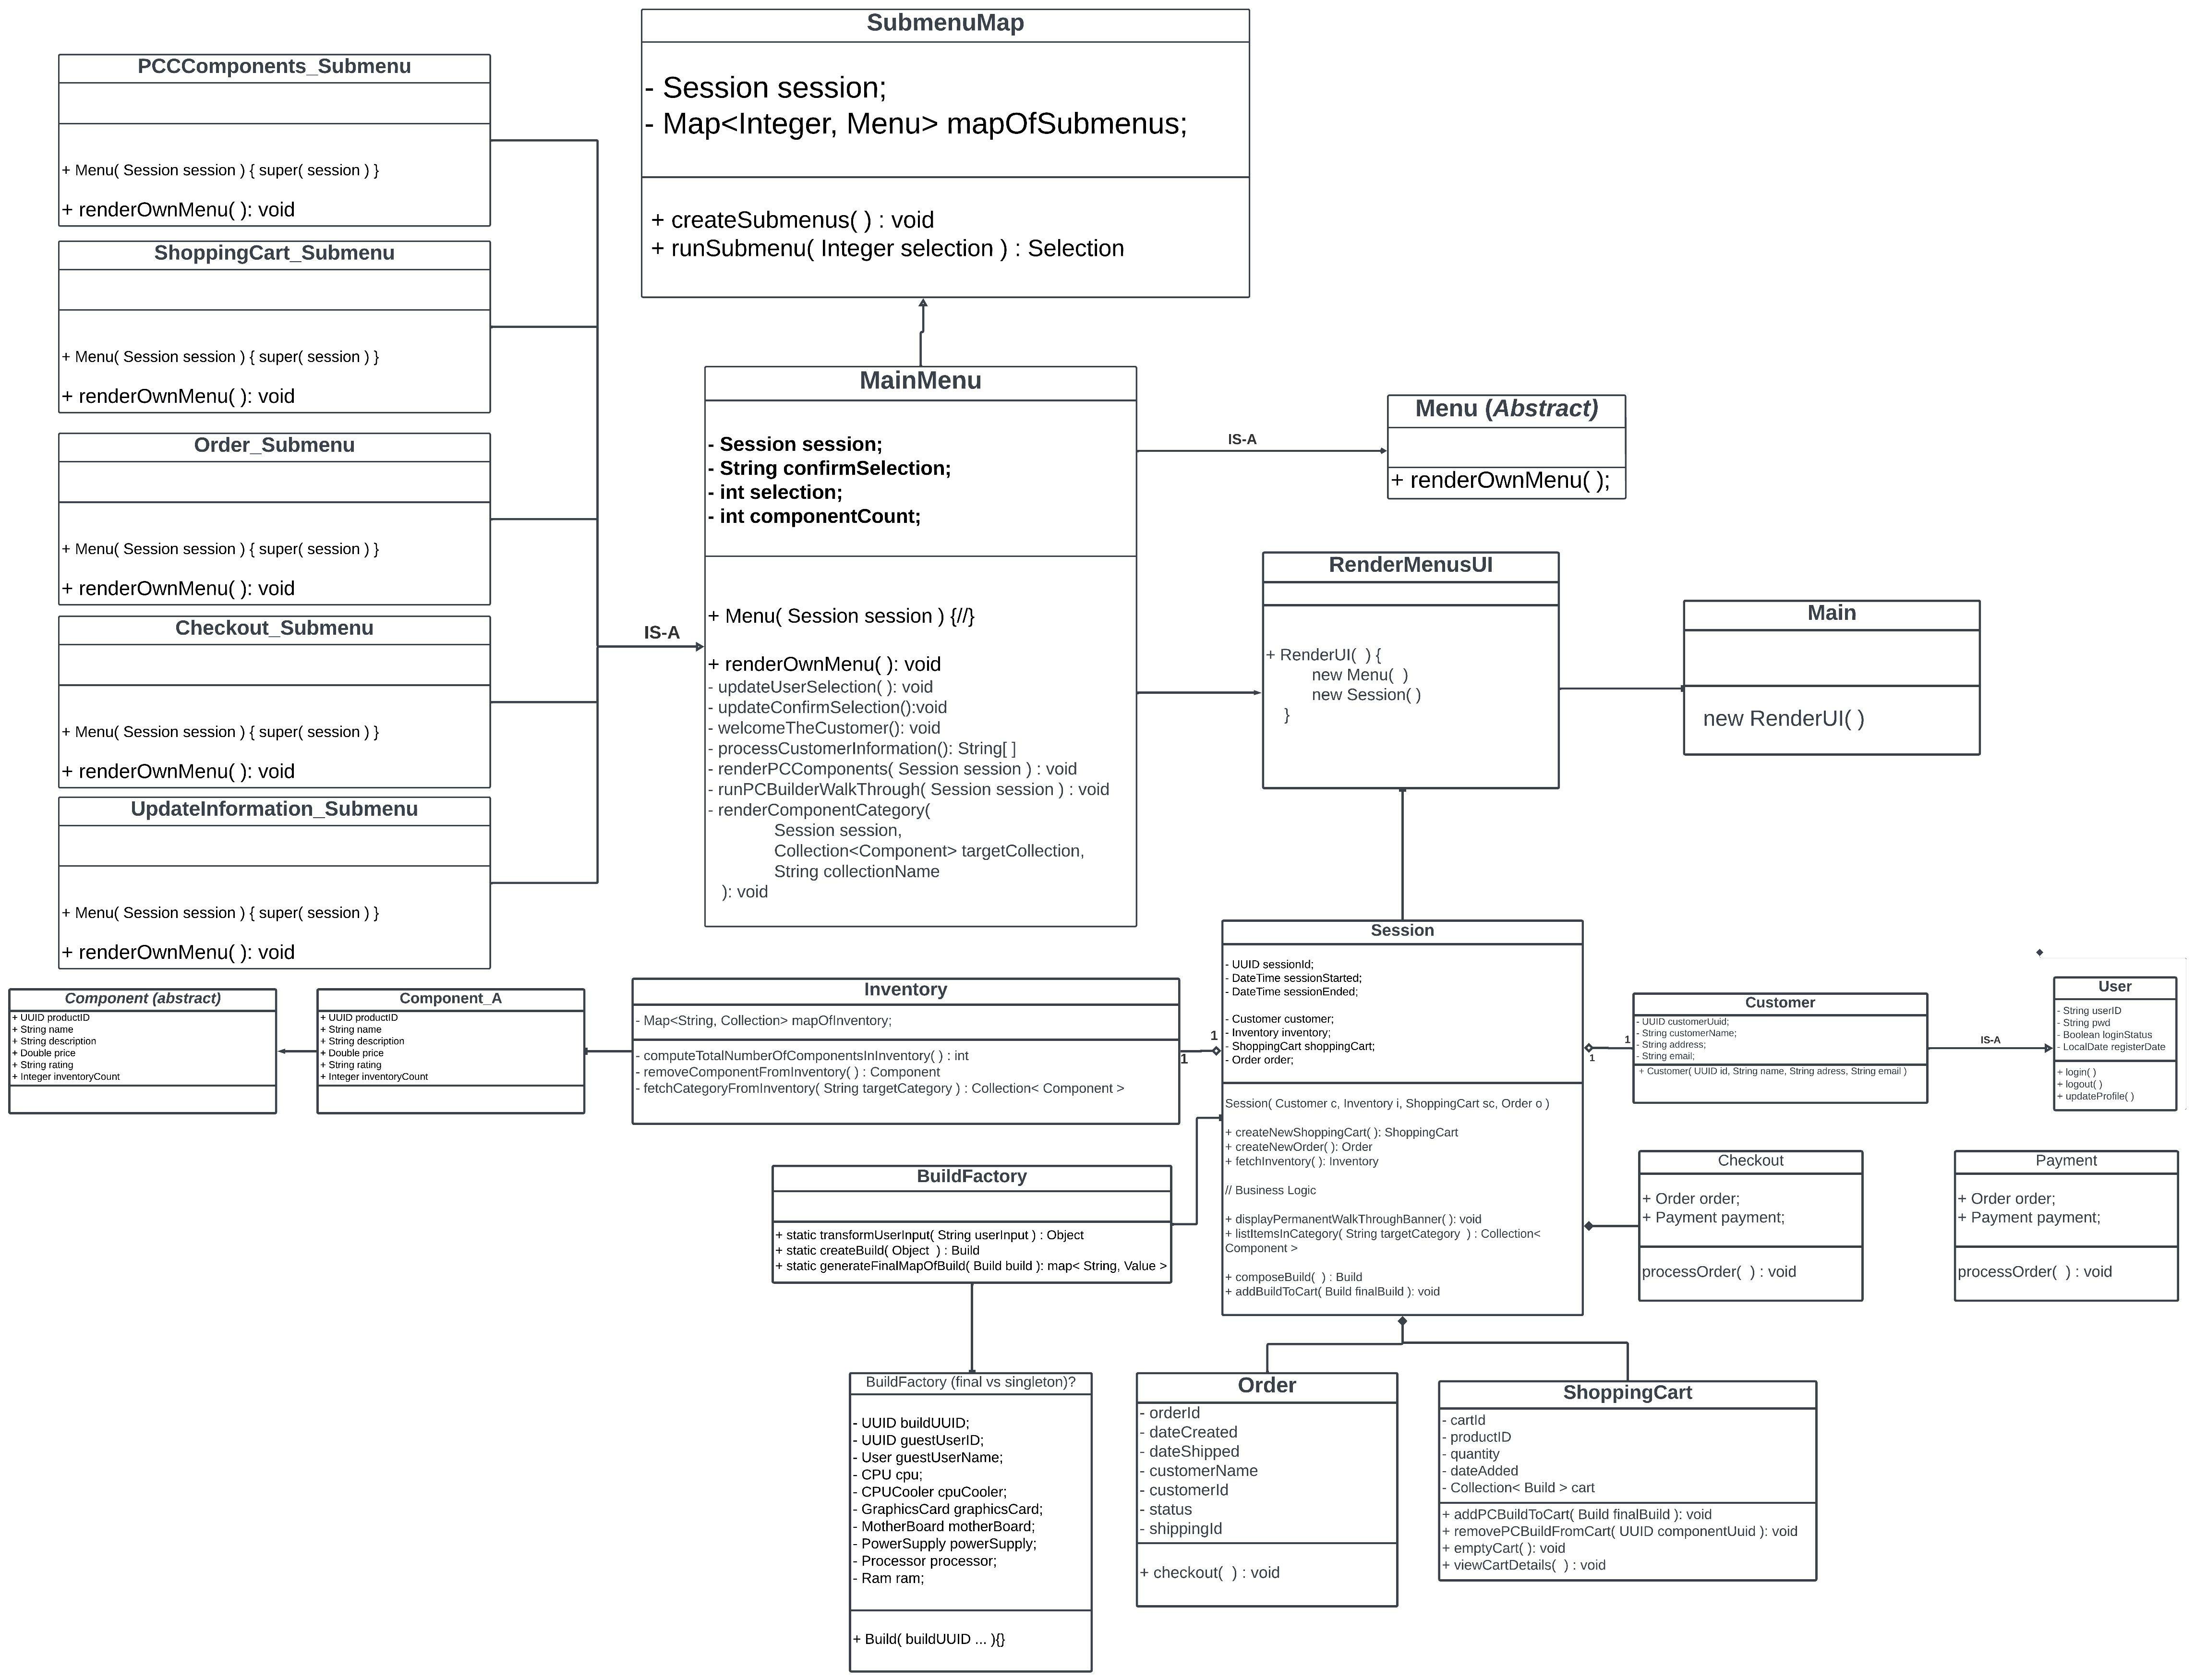 SubmenuMap
- Session session;
- Map<Integer, Menu> mapOfSubmenus;
+ createSubmenus( ) : void
+ runSubmenu( Integer selection ) : Selection
PCCComponents_Submenu
+ Menu( Session session ) { super( session ) }
+ renderOwnMenu( ): void
ShoppingCart_Submenu
+ Menu( Session session ) { super( session ) }
+ renderOwnMenu( ): void
Order_Submenu
+ Menu( Session session ) { super( session ) }
+ renderOwnMenu( ): void
Checkout_Submenu
+ Menu( Session session ) { super( session ) }
+ renderOwnMenu( ): void
UpdateInformation_Submenu
+ Menu( Session session ) { super( session ) }
+ renderOwnMenu( ): void
IS-A
MainMenu
- Session session;
- String confirmSelection;
- int selection;
- int componentCount;
+ Menu( Session session ) {//}
+ renderOwnMenu( ): void
- updateUserSelection( ): void
- updateConfirmSelection():void
- welcomeTheCustomer(): void
- processCustomerInformation(): String[ ]
- renderPCComponents( Session session ) : void
- runPCBuilderWalkThrough( Session session ) : void
- renderComponentCategory(
Session session,
Collection<Component> targetCollection,
String collectionName
): void
IS-A
Menu (Abstract)
+ renderOwnMenu( );
RenderMenusUI
+ RenderUI(  ) {
new Menu(  )
new Session( )
}
Main
new RenderUI( )
Component (abstract)
+ UUID productID
+ String name
+ String description
+ Double price
+ String rating
+ Integer inventoryCount
Component_A
+ UUID productID
+ String name
+ String description
+ Double price
+ String rating
+ Integer inventoryCount
Inventory
- Map<String, Collection> mapOfInventory;
- computeTotalNumberOfComponentsInInventory( ) : int
- removeComponentFromInventory( ) : Component
- fetchCategoryFromInventory( String targetCategory ) : Collection< Component >
1
1
Session
- UUID sessionId;
- DateTime sessionStarted;
- DateTime sessionEnded;
- Customer customer;
- Inventory inventory;
- ShoppingCart shoppingCart;
- Order order;
Session( Customer c, Inventory i, ShoppingCart sc, Order o )
+ createNewShoppingCart( ): ShoppingCart
+ createNewOrder( ): Order
+ fetchInventory( ): Inventory
// Business Logic
+ displayPermanentWalkThroughBanner( ): void
+ listItemsInCategory( String targetCategory  ) : Collection<
Component >
+ composeBuild(  ) : Build
+ addBuildToCart( Build finalBuild ): void
1
1
Customer
- UUID customerUuid;
- String customerName;
- String address;
- String email;
+ Customer( UUID id, String name, String adress, String email )
IS-A
User
- String userID
- String pwd
- Boolean loginStatus
- LocalDate registerDate
+ login( )
+ logout( )
+ updateProfile( )
BuildFactory
+ static transformUserInput( String userInput ) : Object
+ static createBuild( Object  ) : Build
+ static generateFinalMapOfBuild( Build build ): map< String, Value >
Checkout
+ Order order;
+ Payment payment;
processOrder(  ) : void
Payment
+ Order order;
+ Payment payment;
processOrder(  ) : void
BuildFactory (final vs singleton)?
- UUID buildUUID;
- UUID guestUserID;
- User guestUserName;
- CPU cpu;
- CPUCooler cpuCooler;
- GraphicsCard graphicsCard;
- MotherBoard motherBoard;
- PowerSupply powerSupply;
- Processor processor;
- Ram ram;
+ Build( buildUUID ... ){}
Order
- orderId
- dateCreated
- dateShipped
- customerName
- customerId
- status
- shippingId
+ checkout(  ) : void
ShoppingCart
- cartId
- productID
- quantity
- dateAdded
- Collection< Build > cart
+ addPCBuildToCart( Build finalBuild ): void
+ removePCBuildFromCart( UUID componentUuid ): void
+ emptyCart( ): void
+ viewCartDetails(  ) : void